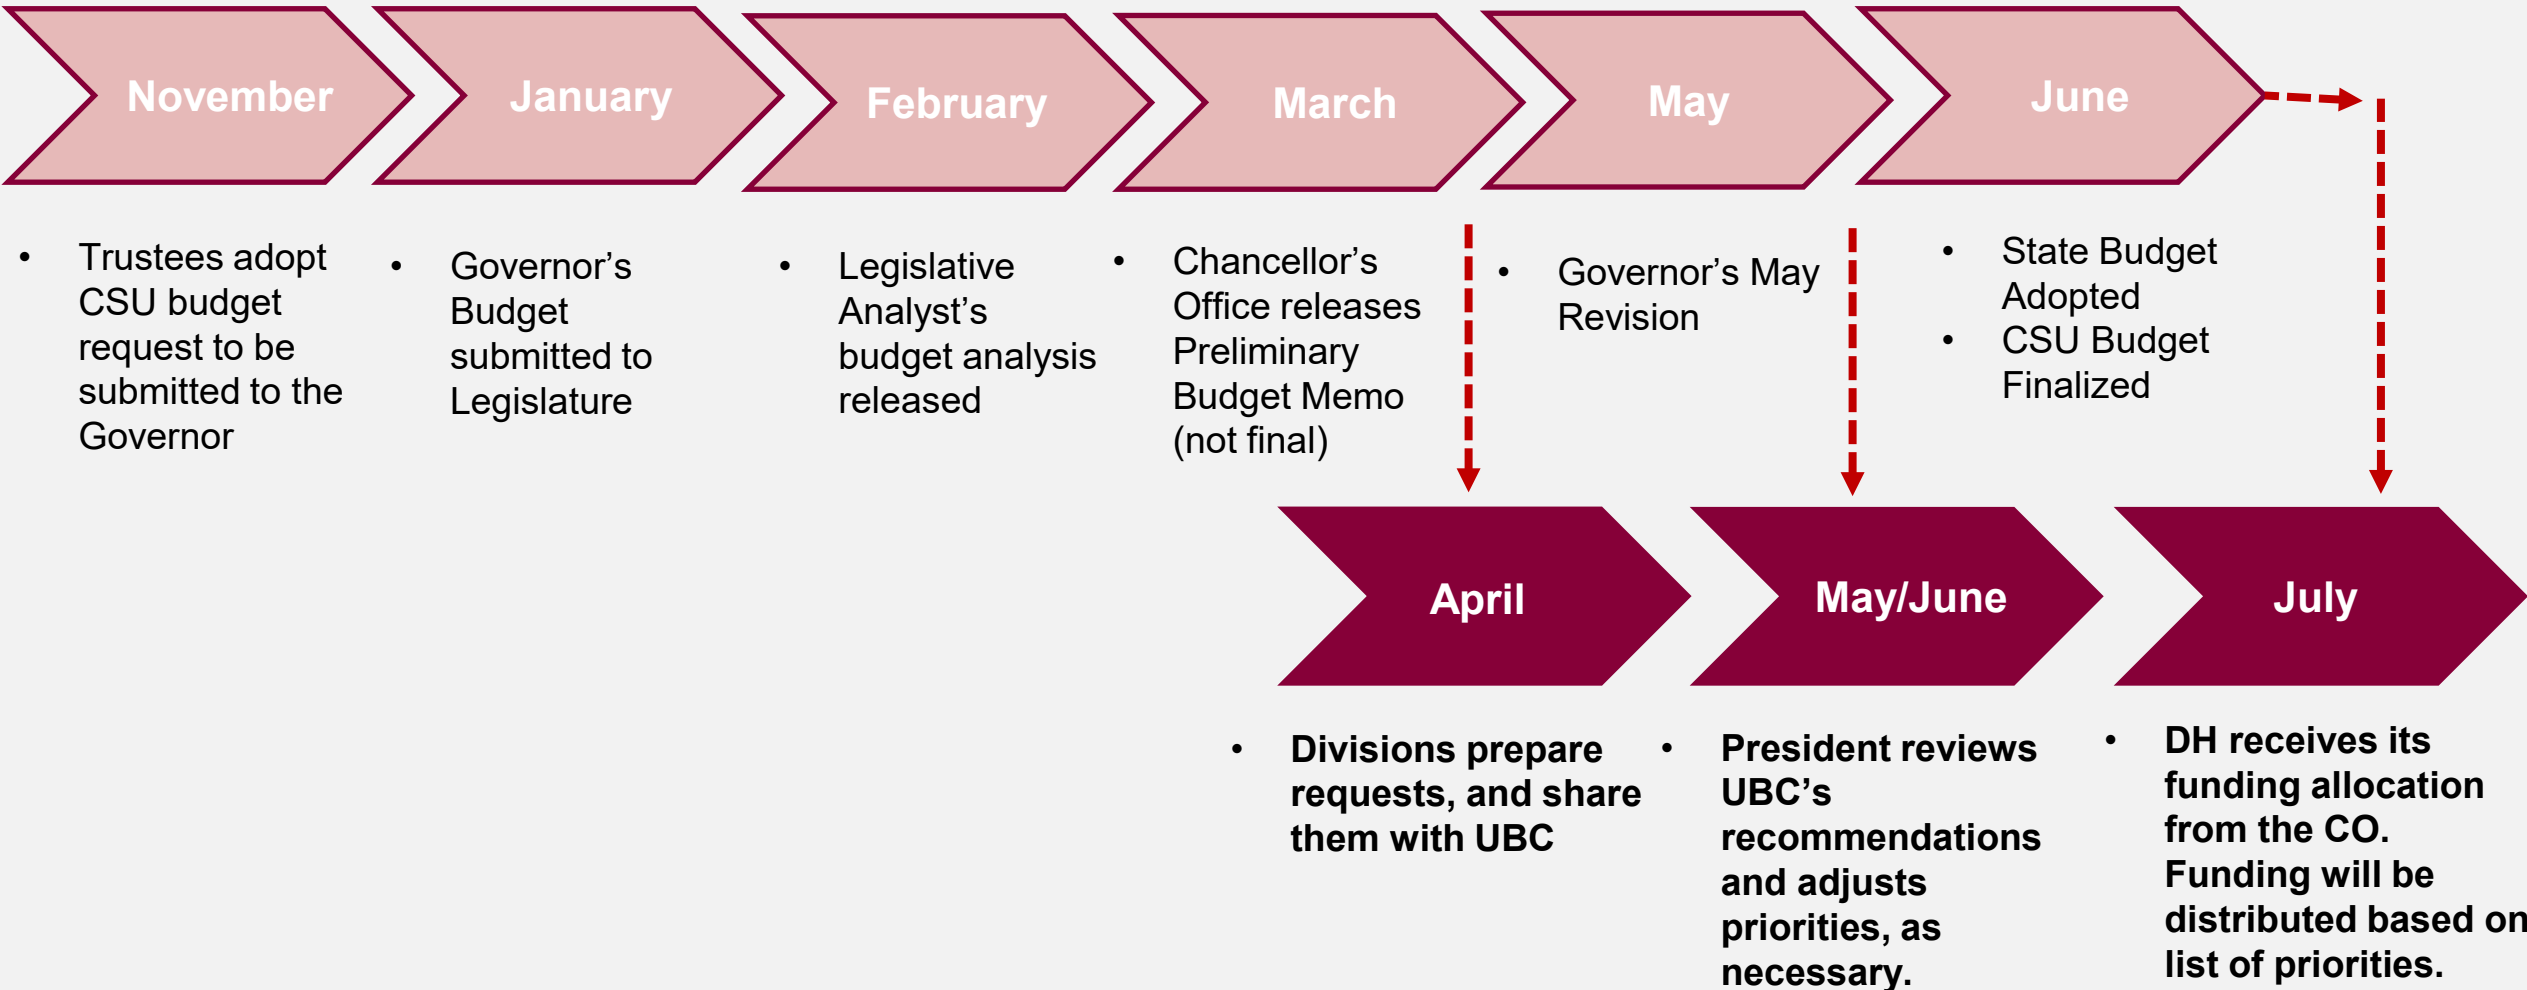 November
January
February
March
May
June
• Trustees adopt
CSU budget
request to be
submitted to the
Governor
• Governor’s
Budget
submitted to
Legislature
• Legislative
Analyst’s
budget analysis
released
• Chancellor’s
Office releases
Preliminary
Budget Memo
(not final)
• Governor’s May
Revision
• State Budget
Adopted
• CSU Budget
Finalized
April
May/June
July
• Divisions prepare
requests, and share
them with UBC
• President reviews
UBC’s
recommendations
and adjusts
priorities, as
necessary.
• DH receives its
funding allocation
from the CO.
Funding will be
distributed based on
list of priorities.